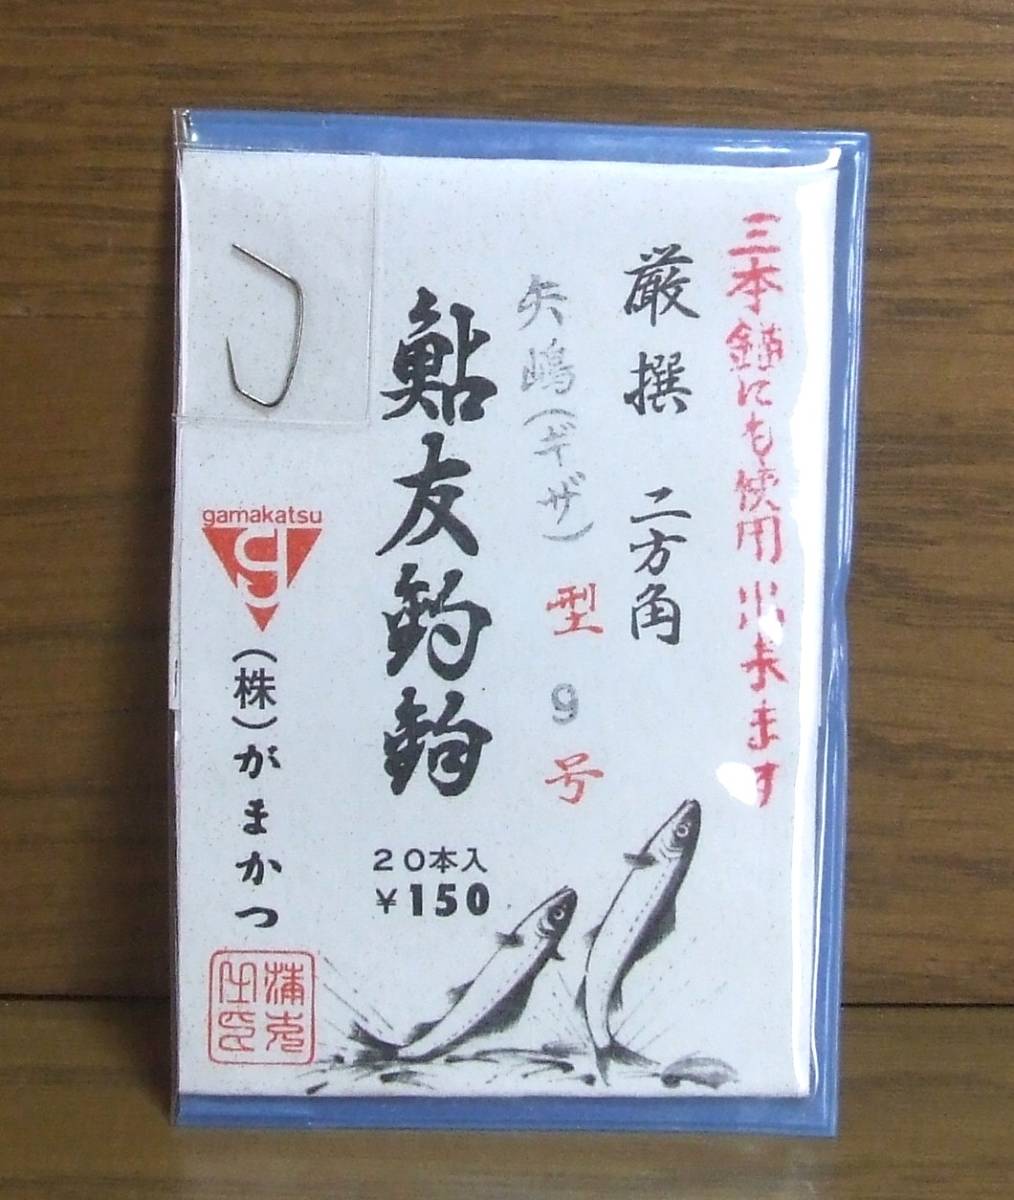 三本錨にも使用出来ます
厳撰 二方角
矢嶋(ギザ)型 9 号
鮎友釣鈎
20本入
¥150
gamakatsu
(株)がまかつ